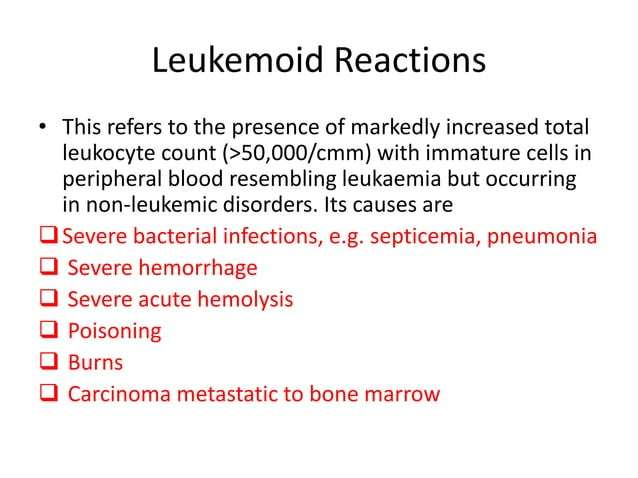 Leukemoid Reactions
• This refers to the presence of markedly increased total
leukocyte count (>50,000/cmm) with immature cells in
peripheral blood resembling leukaemia but occurring
in non-leukemic disorders. Its causes are
❑ Severe bacterial infections, e.g. septicemia, pneumonia
❑ Severe hemorrhage
❑ Severe acute hemolysis
❑ Poisoning
❑ Burns
❑ Carcinoma metastatic to bone marrow